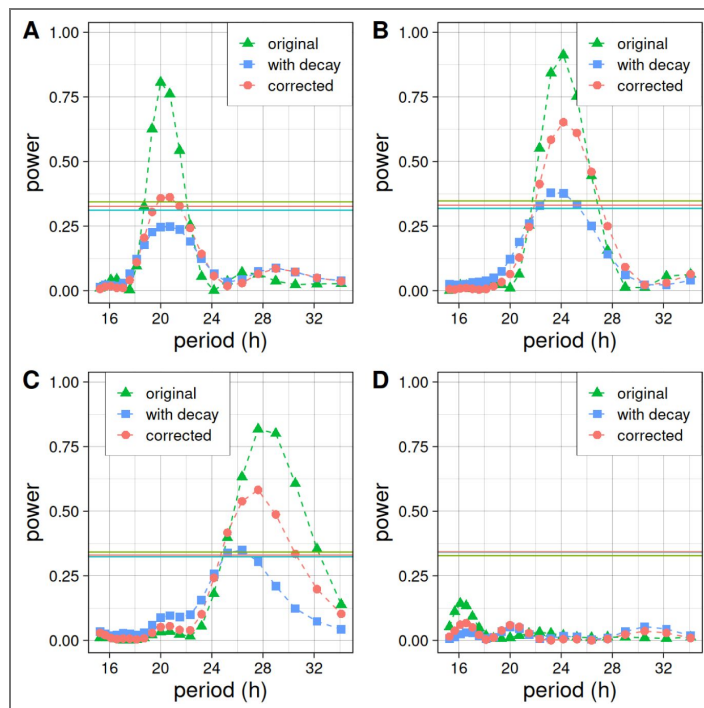 A
1.00
0.75
0.50
0.25
0.00
power
original
with decay
corrected
16 20 24 28 32
period (h)
B
1.00
0.75
0.50
0.25
0.00
power
original
with decay
corrected
16 20 24 28 32
period (h)
C
1.00
0.75
0.50
0.25
0.00
power
original
with decay
corrected
16 20 24 28 32
period (h)
D
1.00
0.75
0.50
0.25
0.00
power
original
with decay
corrected
16 20 24 28 32
period (h)